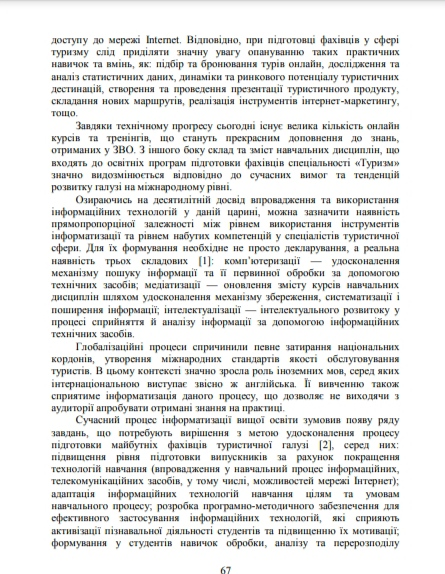 доступу до мережі Internet. Відповідно, при підготовці фахівців у сфері
туризму слід приділяти значну увагу опануванню таких практичних
навичок та вмінь, як: підбір та бронювання турів онлайн, дослідження та
аналіз статистичних даних, динаміки та ринкового потенціалу туристичних
дестинацій, створення та проведення презентації туристичного продукту,
складання нових маршрутів, реалізація інструментів інтернет-маркетингу,
тощо.
Завдяки технічному прогресу сьогодні існує велика кількість онлайн
курсів та тренінгів, що стануть прекрасним доповнення до знань,
отриманих у ЗВО. З іншого боку склад та зміст навчальних дисциплін, що
входять до освітніх програм підготовки фахівців спеціальності «Туризм»
значно видозмінюється відповідно до сучасних вимог та тенденцій
розвитку галузі на міжнародному рівні.
Озираючись на десятилітній досвід впровадження та використання
інформаційних технологій у даній царині, можна зазначити наявність
прямопропорціної залежності між рівнем використання інструментів
інформатизації та рівнем набутих компетенцій у спеціалістів туристичної
сфери. Для їх формування необхідне не просто декларування, а реальна
наявність трьох складових [1]: комп’ютеризації — удосконалення
механізму пошуку інформації та її первинної обробки за допомогою
технічних засобів; медіатизації — оновлення змісту курсів навчальних
дисциплін шляхом удосконалення механізму збереження, систематизації і
поширення інформації; інтелектуалізації — інтелектуального розвитку у
процесі сприйняття й аналізу інформації за допомогою інформаційних
технічних засобів.
Глобалізаційні процеси спричинили певне затирання національних
кордонів, утворення міжнародних стандартів якості обслуговування
туристів. В цьому контексті значно зросла роль іноземних мов, серед яких
інтернаціональною виступає звісно ж англійська. Її вивченню також
сприятиме інформатизація даного процесу, що дозволяє не виходячи з
аудиторії апробувати отримані знання на практиці.
Сучасний процес інформатизації вищої освіти зумовив появу ряду
завдань, що потребують вирішення з метою удосконалення процесу
підготовки майбутніх фахівців туристичної галузі [2], серед них:
підвищення рівня підготовки випускників за рахунок покращення
технологій навчання (впровадження у навчальний процес інформаційних,
телекомунікаційних засобів, у тому числі, можливостей мережі Інтернет);
адаптація інформаційних технологій навчання цілям та умовам
навчального процесу; розробка програмно-методичного забезпечення для
ефективного застосування інформаційних технологій, які сприяють
активізації пізнавальної діяльності студентів та підвищенню їх мотивації;
формування у студентів навичок обробки, аналізу та перерозподілу
67